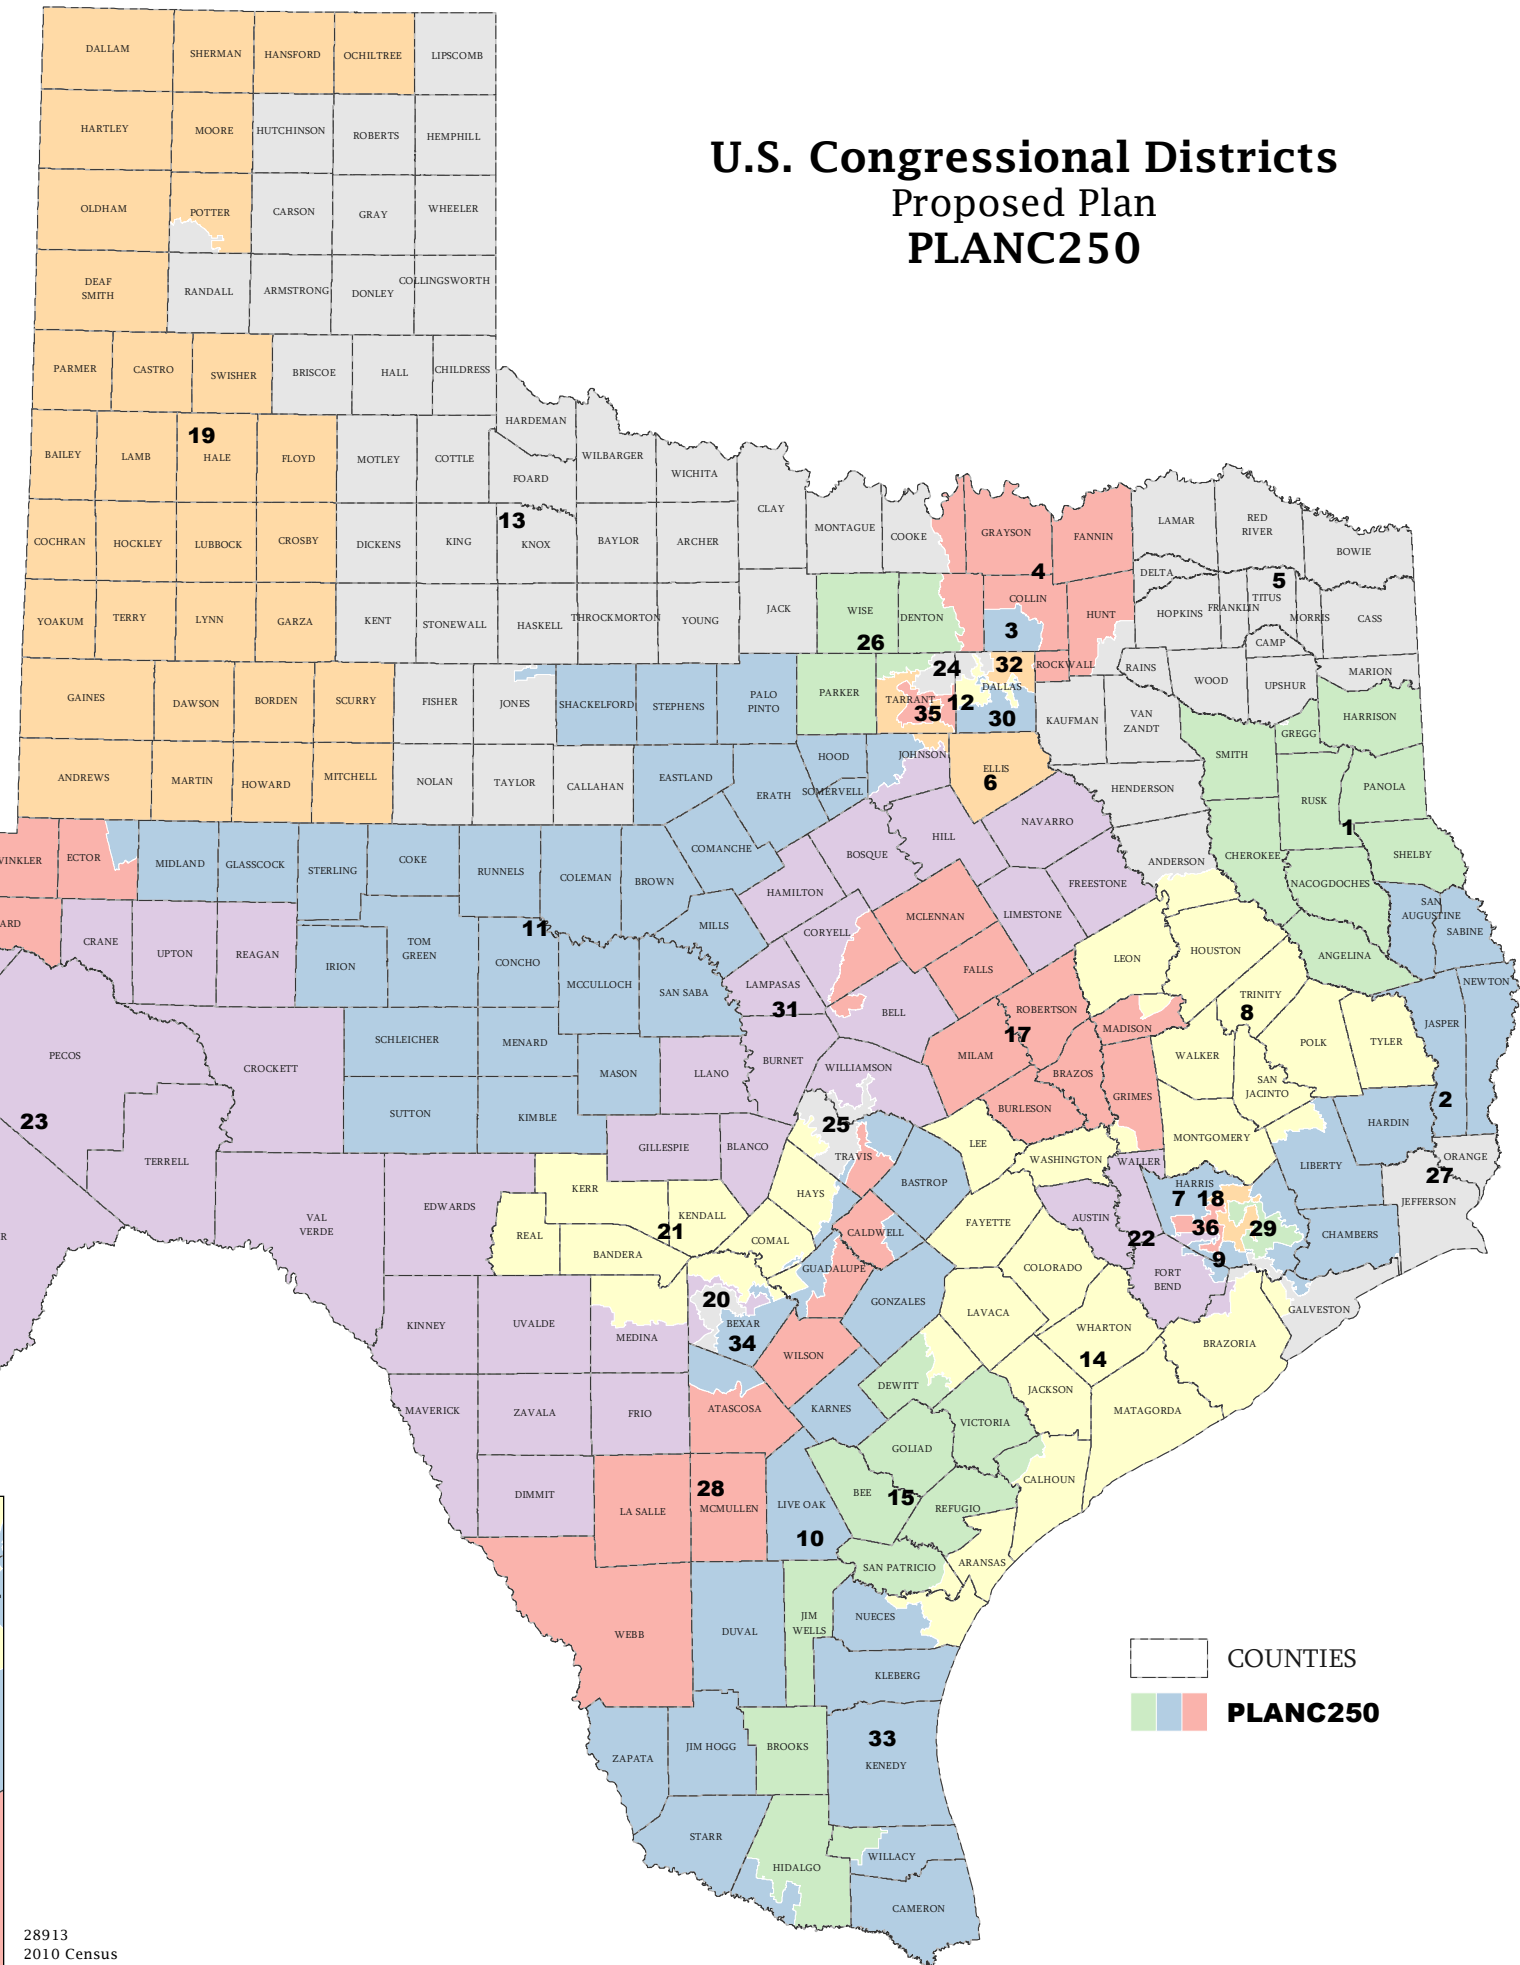 U.S. Congressional Districts
Proposed Plan
PLANC250
DALLAM
SHERMAN
HANSFORD
OCHILTREE
LIPSCOMB
HARTLEY
MOORE
HUTCHINSON
ROBERTS
HEMPHILL
OLDHAM
POTTER
CARSON
GRAY
WHEELER
DEAF
SMITH
RANDALL
ARMSTRONG
DONLEY
COLLINGSWORTH
PARMER
CASTRO
SWISHER
BRISCOE
HALL
CHILDRESS
HARDEMAN
19
BAILEY
LAMB
HALE
FLOYD
MOTLEY
COTTLE
FOARD
WILBARGER
WICHITA
CLAY
13
COCHRAN
HOCKLEY
LUBBOCK
CROSBY
DICKENS
KING
KNOX
BAYLOR
ARCHER
MONTAGUE
COOKE
GRAYSON
FANNIN
LAMAR
RED
RIVER
BOWIE
4
DELTA
5
YOAKUM
TERRY
LYNN
GARZA
KENT
STONEWALL
HASKELL
THROCKMORTON
YOUNG
JACK
WISE
26
DENTON
COLLIN
3
HUNT
HOPKINS
FRANKLIN
TITUS
MORRIS
CASS
CAMP
GAINES
DAWSON
BORDEN
SCURRY
FISHER
JONES
SHACKELFORD
STEPHENS
PALO
PINTO
PARKER
24
32
ROCKWALL
RAINS
WOOD
UPSHUR
MARION
TARRANT
35
12
DALLAS
30
KAUFMAN
VAN
ZANDT
SMITH
GREGG
HARRISON
ANDREWS
MARTIN
HOWARD
MITCHELL
NOLAN
TAYLOR
CALLAHAN
EASTLAND
ERATH
HOOD
SOMERVELL
JOHNSON
ELLIS
6
HENDERSON
RUSK
PANOLA
1
WINKLER
ECTOR
MIDLAND
GLASSCOCK
STERLING
COKE
RUNNELS
COLEMAN
BROWN
COMANCHE
BOSQUE
HILL
NAVARRO
ANDERSON
CHEROKEE
SHELBY
ARD
CRANE
UPTON
REAGAN
IRION
TOM
GREEN
11
CONCHO
MCCULLOCH
SAN SABA
MILLS
HAMILTON
CORYELL
MCLENNAN
LIMESTONE
FREESTONE
NACOGDOCHES
SAN
AUGUSTINE
SABINE
LEON
HOUSTON
ANGELINA
LAMPASAS
31
BELL
FALLS
ROBERTSON
17
MADISON
TRINITY
8
NEWTON
JASPER
PECOS
CROCKETT
SCHLEICHER
MENARD
MASON
LLANO
BURNET
WILLIAMSON
MILAM
BRAZOS
WALKER
POLK
TYLER
23
TERRELL
SUTTON
KIMBLE
BURLESON
GRIMES
SAN
JACINTO
2
GILLESPIE
BLANCO
25
TRAVIS
LEE
WASHINGTON
MONTGOMERY
HARDIN
WALLER
LIBERTY
ORANGE
27
JEFFERSON
R
VAL
VERDE
EDWARDS
KERR
REAL
KENDALL
21
BANDERA
HAYS
COMAL
BASTROP
CALDWELL
FAYETTE
AUSTIN
HARRIS
7
18
36
29
22
9
CHAMBERS
GUADALUPE
COLORADO
FORT
BEND
GALVESTON
KINNEY
UVALDE
MEDINA
20
BEXAR
34
GONZALES
LAVACA
WHARTON
14
BRAZORIA
WILSON
DEWITT
JACKSON
MATAGORDA
MAVERICK
ZAVALA
FRIO
ATASCOSA
KARNES
VICTORIA
GOLIAD
DIMMIT
LA SALLE
28
MCMULLEN
LIVE OAK
10
BEE
15
REFUGIO
CALHOUN
SAN PATRICIO
ARANSAS
WEBB
DUVAL
JIM
WELLS
NUECES
KLEBERG
COUNTIES
PLANC250
ZAPATA
JIM HOGG
BROOKS
33
KENEDY
STARR
HIDALGO
WILLACY
CAMERON
28913
2010 Census